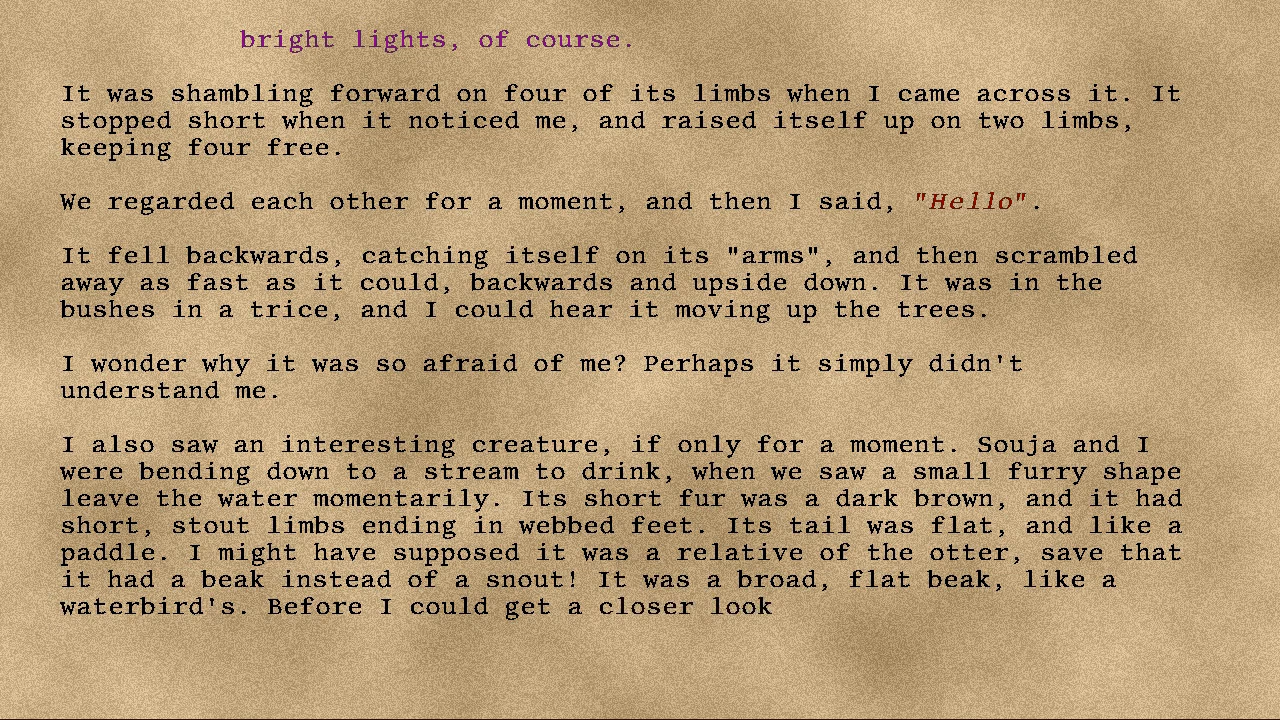 bright lights, of course.
It was shambling forward on four of its limbs when I came across it. It
stopped short when it noticed me, and raised itself up on two limbs,
keeping four free.
We regarded each other for a moment, and then I said, "Hello".
It fell backwards, catching itself on its "arms", and then scrambled
away as fast as it could, backwards and upside down. It was in the
bushes in a trice, and I could hear it moving up the trees.
I wonder why it was so afraid of me? Perhaps it simply didn't
understand me.
I also saw an interesting creature, if only for a moment. Souja and I
were bending down to a stream to drink, when we saw a small furry shape
leave the water momentarily. Its short fur was a dark brown, and it had
short, stout limbs ending in webbed feet. Its tail was flat, and like a
paddle. I might have supposed it was a relative of the otter, save that
it had a beak instead of a snout! It was a broad, flat beak, like a
waterbird's. Before I could get a closer look